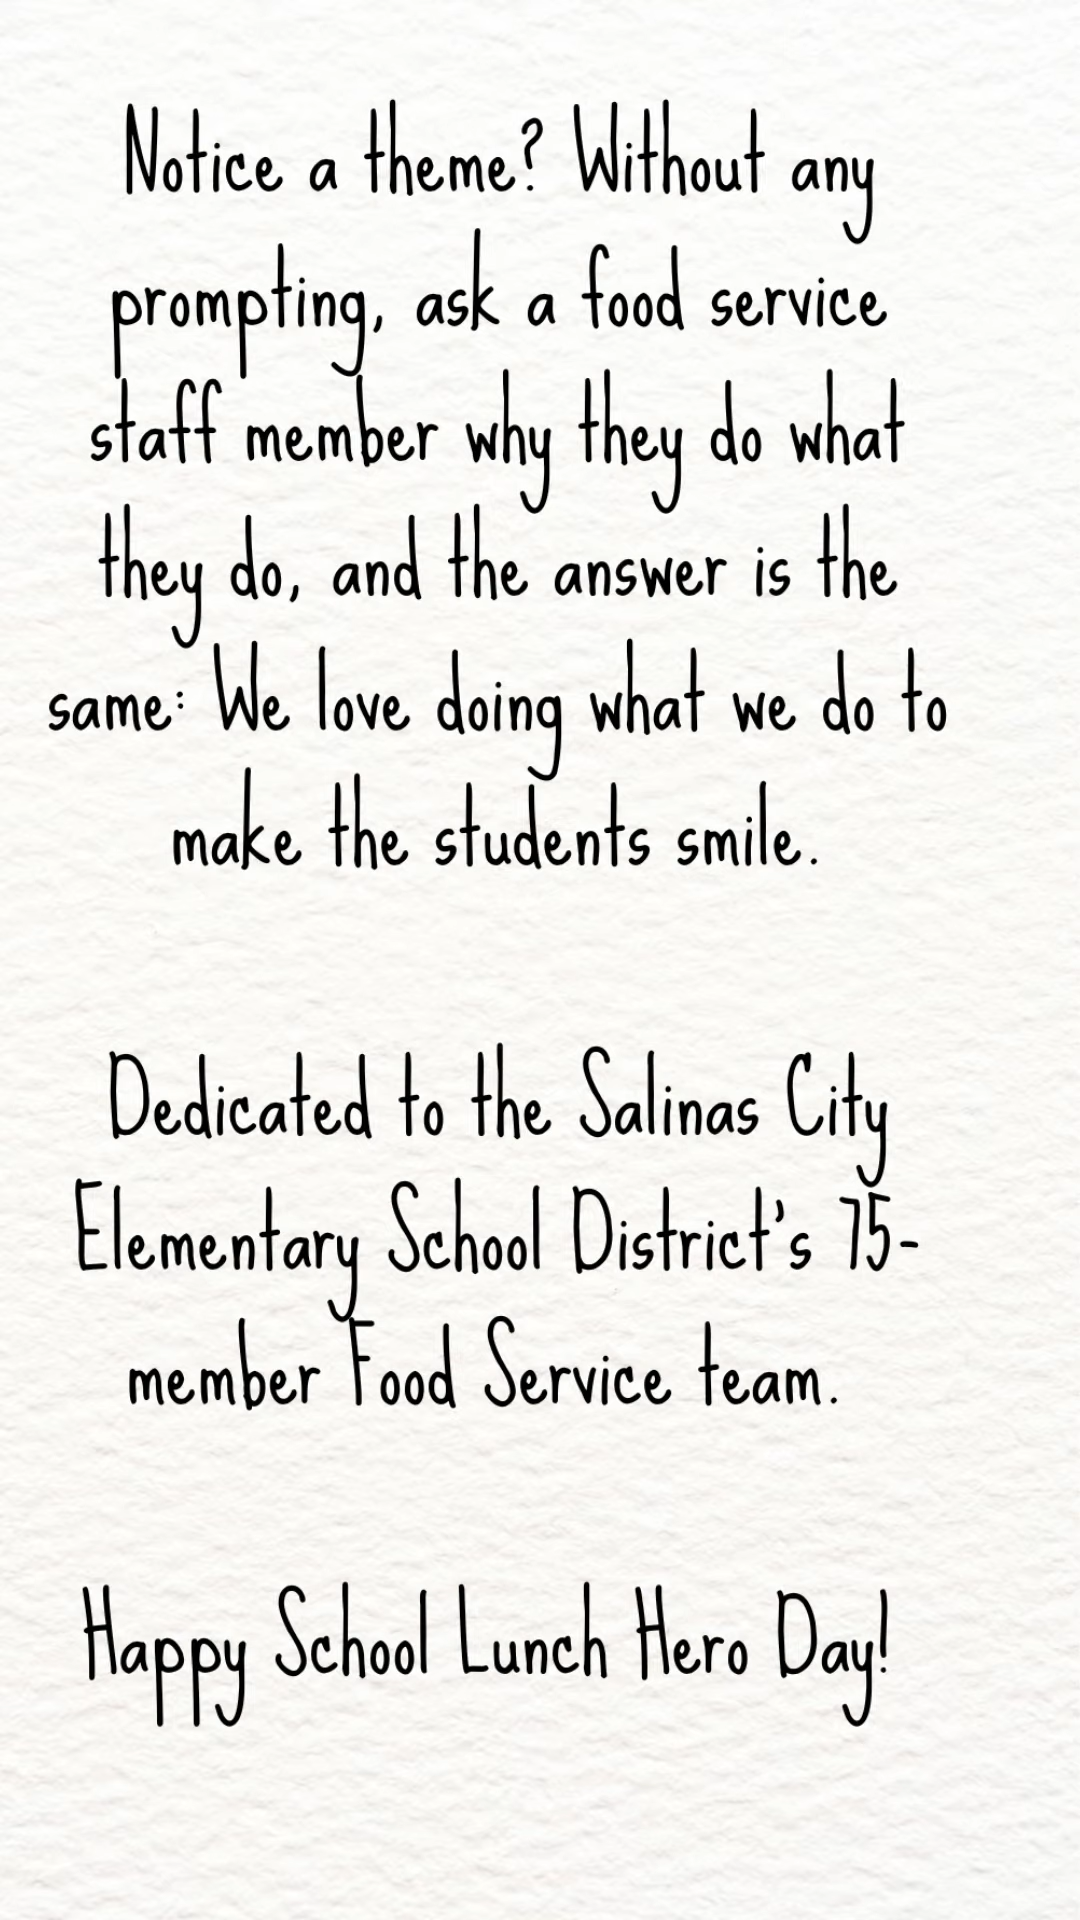 Notice a theme? Without any
prompting, ask a food service
staff member why they do what
they do, and the answer is the
same: We love doing what we do to
make the students smile.
Dedicated to the Salinas City
Elementary School District's 75-
member Food Service team.
Happy School Lunch Hero Day!